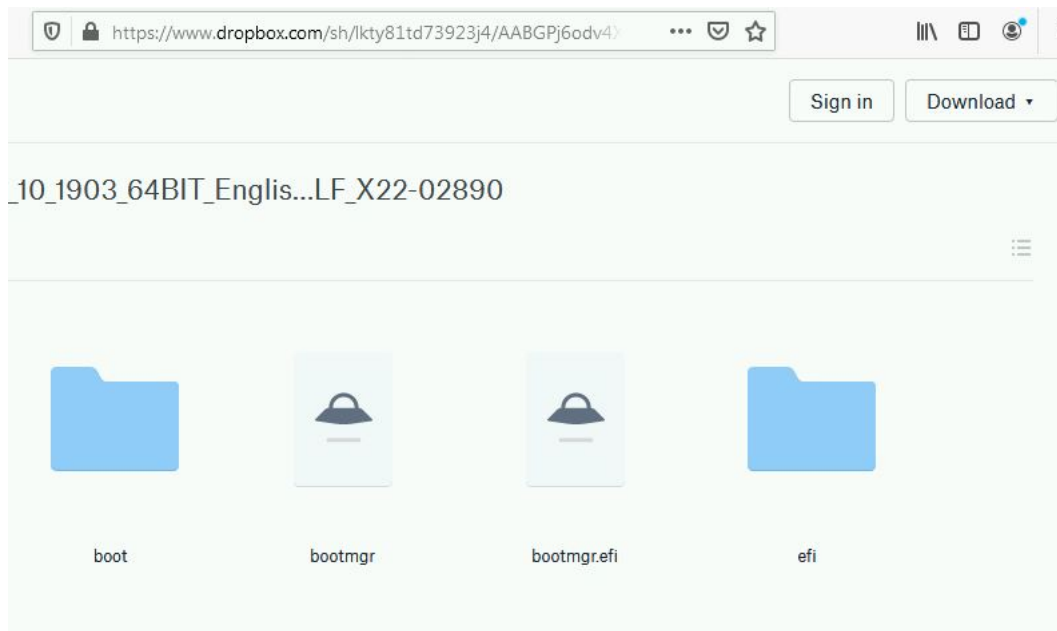 https://www.dropbox.com/sh/lkty81td73923j4/AABGPj6odv4
Sign in
Download
_10_1903_64BIT_Englis...LF_X22-02890
boot
bootmgr
bootmgr.efi
efi